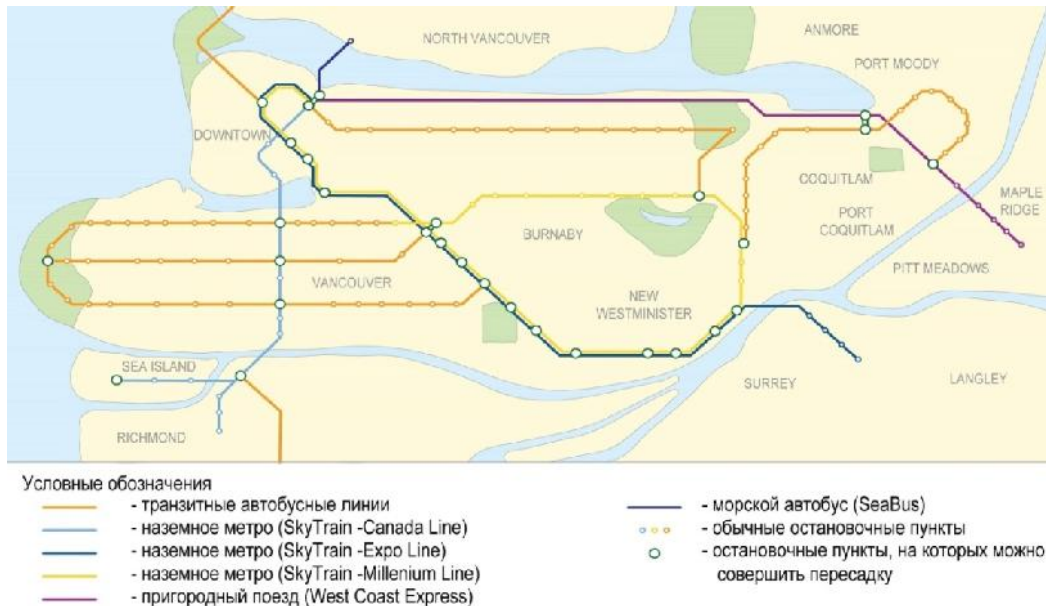 NORTH VANCOUVER
ANMORE
PORT MOODY
DOWNTOWN
COQUITLAM
MAPLE
RIDGE
PORT
COQUITLAM
BURNABY
PITT MEADOWS
VANCOUVER
NEW
WESTMINISTER
SEA ISLAND
SURREY
LANGLEY
RICHMOND
Условные обозначения
- транзитные автобусные линии
- наземное метро (SkyTrain -Canada Line)
- наземное метро (SkyTrain -Expo Line)
- наземное метро (SkyTrain -Millenium Line)
- пригородный поезд (West Coast Express)
- морской автобус (SeaBus)
- обычные остановочные пункты
- остановочные пункты, на которых можно
совершить пересадку